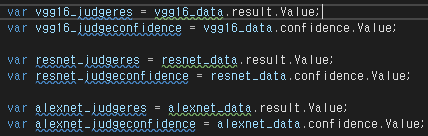 var vgg16_judgeres = vgg16_data.result.Value;
var vgg16_judgeconfidence = vgg16_data.confidence.Value;
var resnet_judgeres = resnet_data.result.Value;
var resnet_judgeconfidence = resnet_data.confidence.Value;
var alexnet_judgeres = alexnet_data.result.Value;
var alexnet_judgeconfidence = alexnet_data.confidence.Value;